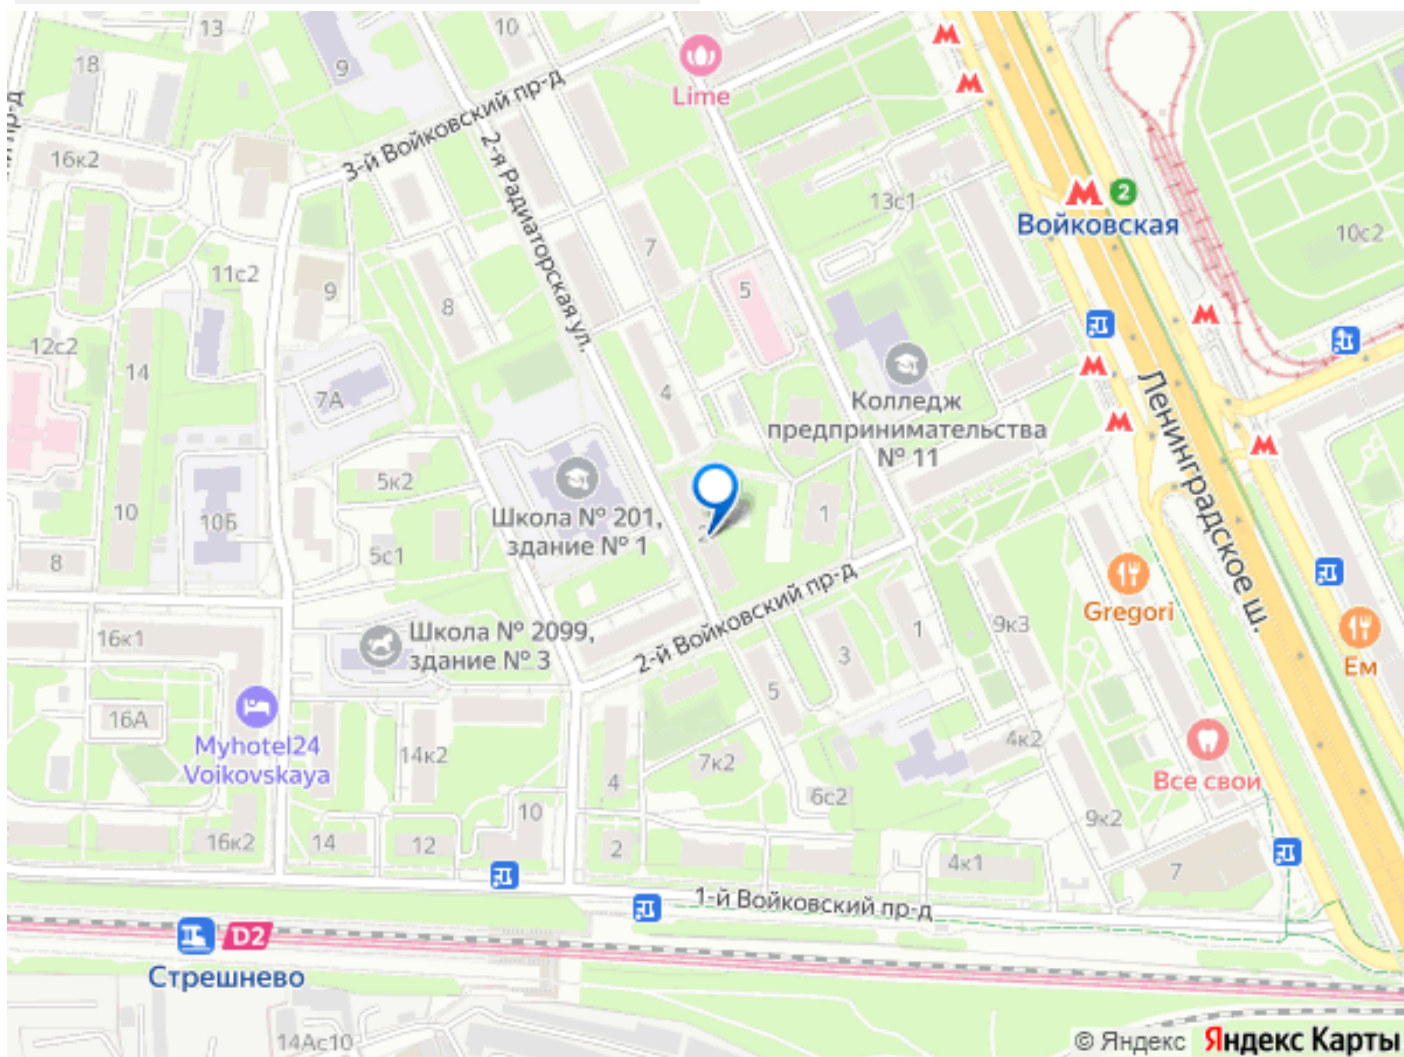 13
10
18
9
Lime
3-й Войковский пр-д
2-я Радиаторская ул.
16к2
13с1
2
Войковская
7
10с2
11с2
9
5
8
12с2
14
7А
4
Колледж
предпринимательства
№ 11
Ленинградское ш.
5к2
10
10Б
Школа № 201,
здание № 1
2
1
5с1
8
Gregori
2-й Войковский пр-д
16к1
Школа № 2099,
здание № 3
3
1
9к3
Ем
5
16А
Myhotel24
Voikovskaya
14к2
7к2
4к2
Все свои
4
6с2
10
16к2
14
12
2
9к2
4к1
7
1-й Войковский пр-д
D2
Стрешнево
14Ас10
© Яндекс Яндекс Карты